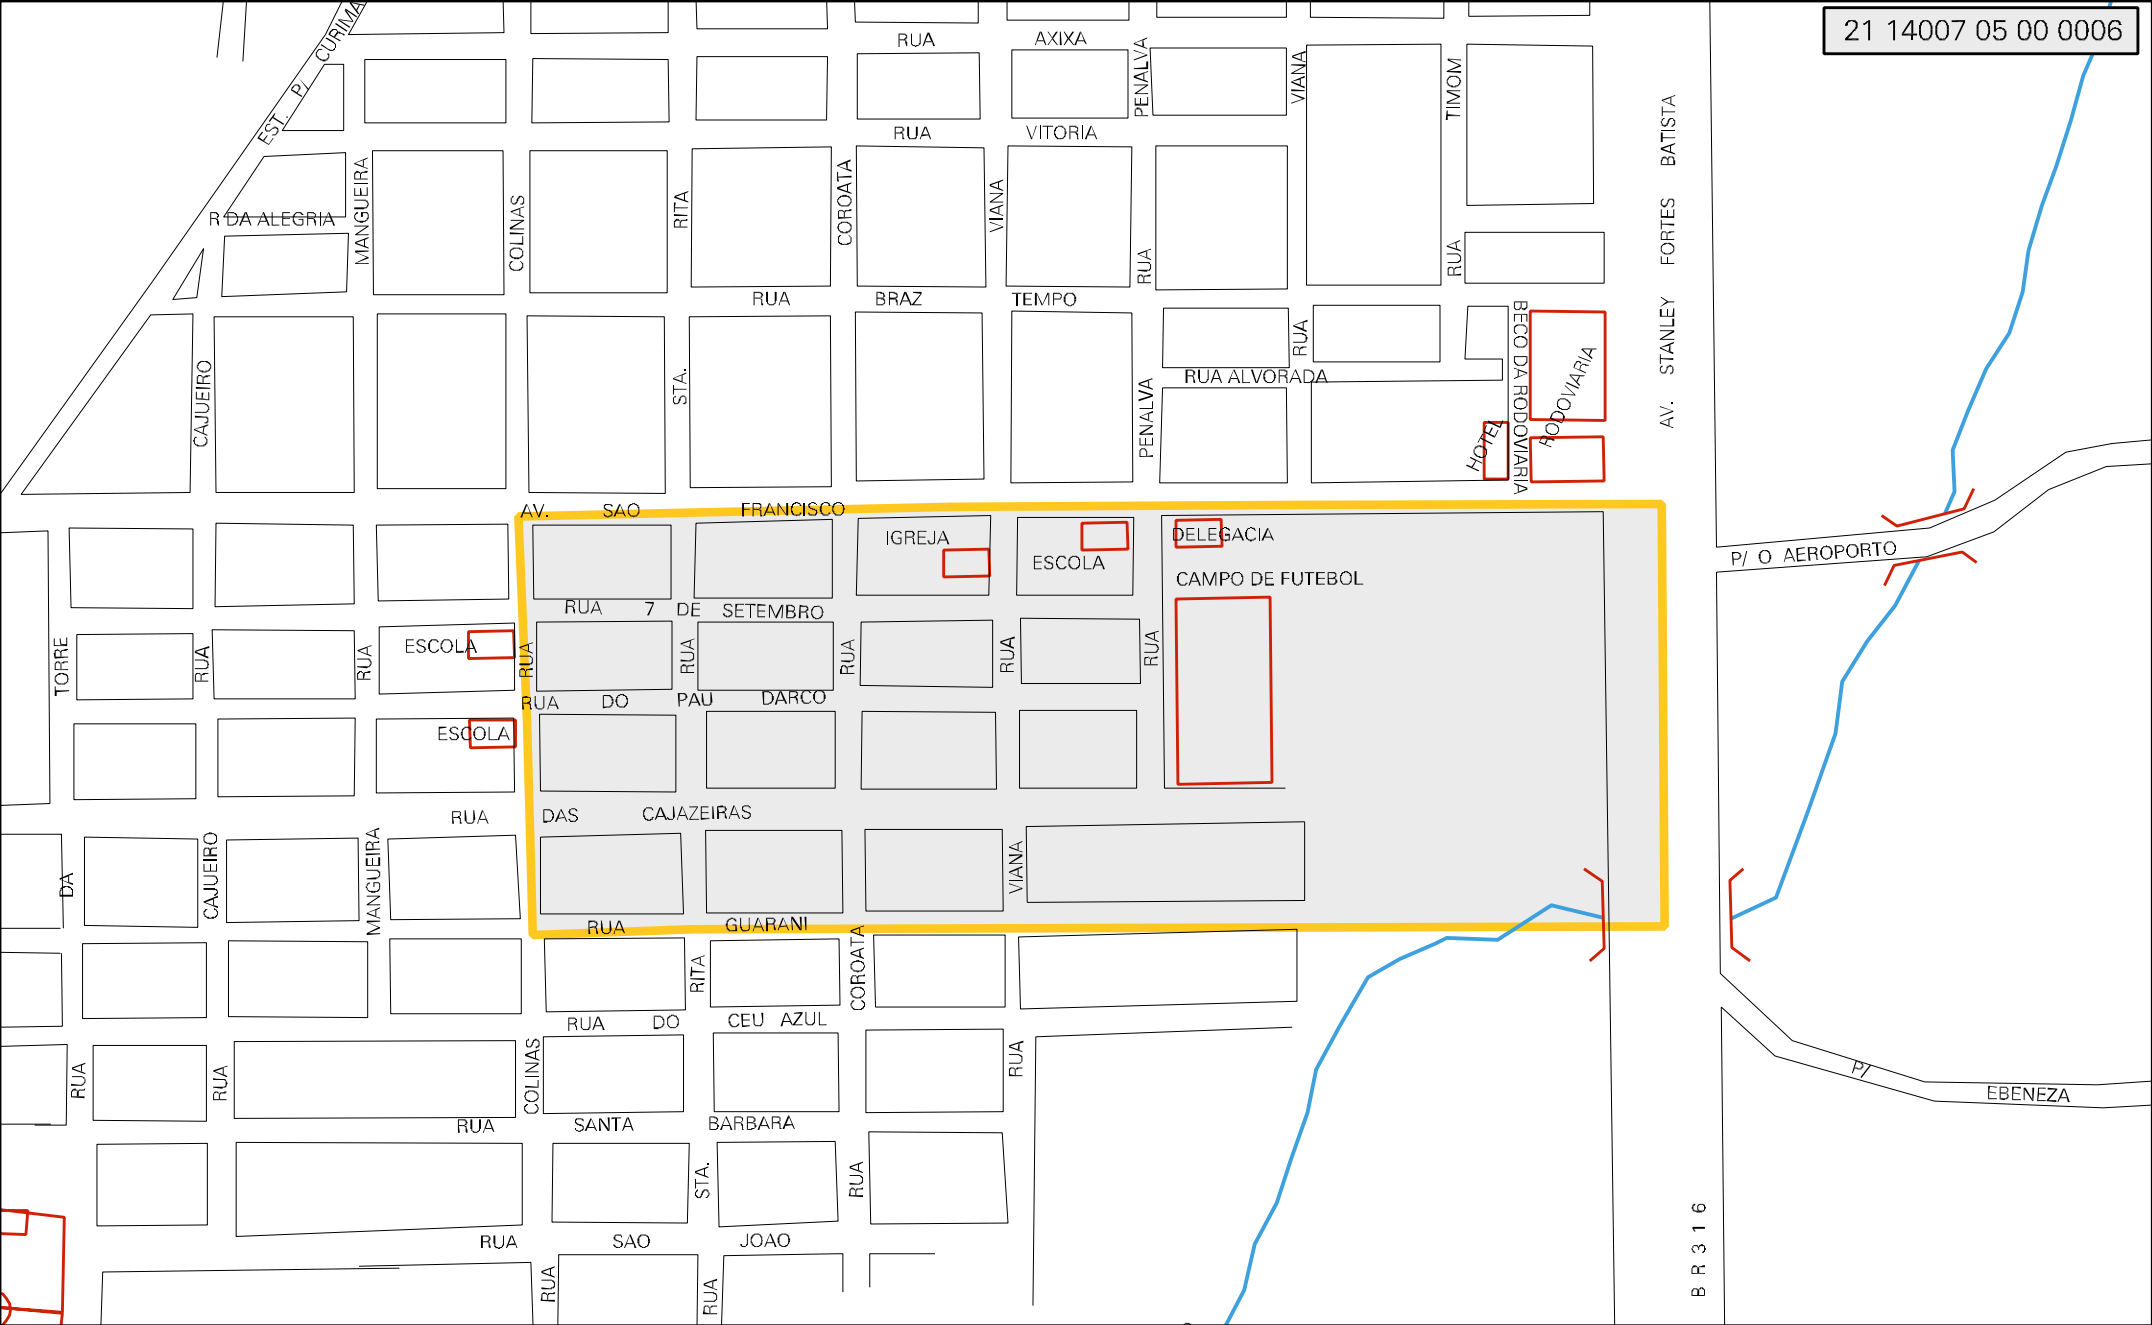 21 14007 05 00 0006
EST. P/ CURIMA
RUA AXIXA
RUA VITORIA
R DA ALEGRIA
MANGUEIRA
COLINAS
RITA
COROATA
VIANA
PENALVA
RUA
VIANA
TIMOM
RUA
AV. STANLEY FORTES BATISTA
RUA BRAZ TEMPO
CAJUEIRO
STA.
PENALVA
RUA
RUA ALVORADA
BECO DA RODOVIARIA
RODOVIARIA
HOTEL
AV. SAO FRANCISCO
IGREJA
ESCOLA
DELEGACIA
CAMPO DE FUTEBOL
P/ O AEROPORTO
RUA 7 DE SETEMBRO
TORRE
RUA
RUA
ESCOLA
RUA
RUA
RUA
RUA
RUA
RUA DO PAU DARCO
ESCOLA
RUA DAS CAJAZEIRAS
DA
CAJUEIRO
MANGUEIRA
VIANA
RUA GUARANI
RITA
COROATA
RUA DO CEU AZUL
RUA
RUA
COLINAS
RUA
P/ EBENEZA
RUA SANTA BARBARA
STA.
RUA
BR 316
RUA SAO JOAO
RUA
RUA